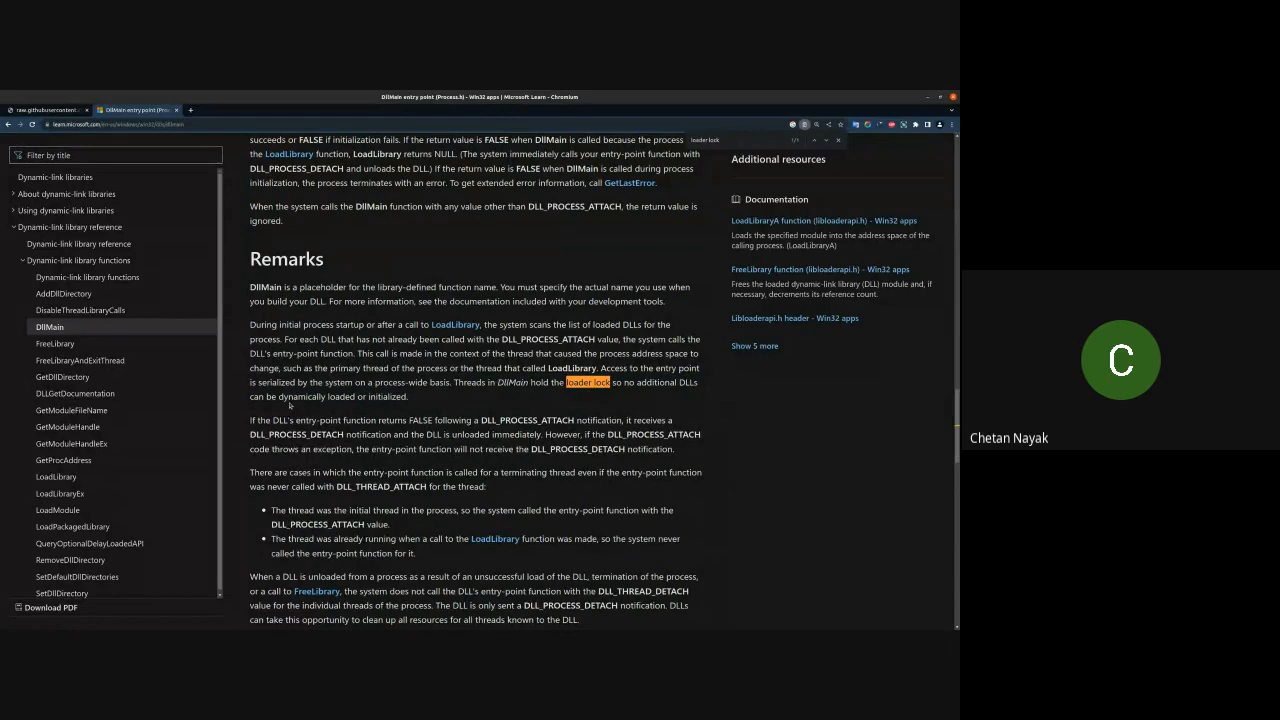 DllMain entry point (Process.h) - Win32 apps | Microsoft Learn - Chromium
raw.githubusercontent.c
DllMain entry point (Proc
learn.microsoft.com/en-us/windows/win32/dlls/dllmain
loader lock
1/1
Filter by title
Dynamic-link libraries
About dynamic-link libraries
Using dynamic-link libraries
Dynamic-link library reference
Dynamic-link library reference
Dynamic-link library functions
Dynamic-link library functions
AddDllDirectory
DisableThreadLibraryCalls
DllMain
FreeLibrary
FreeLibraryAndExitThread
GetDllDirectory
DLLGetDocumentation
GetModuleFileName
GetModuleHandle
GetModuleHandleEx
GetProcAddress
LoadLibrary
LoadLibraryEx
LoadModule
LoadPackagedLibrary
QueryOptionalDelayLoadedAPI
RemoveDllDirectory
SetDefaultDllDirectories
SetDllDirectory
Download PDF
succeeds or FALSE if initialization fails. If the return value is FALSE when DllMain is called because the process
the LoadLibrary function, LoadLibrary returns NULL. (The system immediately calls your entry-point function with
DLL_PROCESS_DETACH and unloads the DLL.) If the return value is FALSE when DllMain is called during process
initialization, the process terminates with an error. To get extended error information, call GetLastError.
When the system calls the DllMain function with any value other than DLL_PROCESS_ATTACH, the return value is
ignored.
Remarks
DllMain is a placeholder for the library-defined function name. You must specify the actual name you use when
you build your DLL. For more information, see the documentation included with your development tools.
During initial process startup or after a call to LoadLibrary, the system scans the list of loaded DLLs for the
process. For each DLL that has not already been called with the DLL_PROCESS_ATTACH value, the system calls the
DLL's entry-point function. This call is made in the context of the thread that caused the process address space to
change, such as the primary thread of the process or the thread that called LoadLibrary. Access to the entry point
is serialized by the system on a process-wide basis. Threads in DllMain hold the loader lock so no additional DLLs
can be dynamically loaded or initialized.
If the DLL's entry-point function returns FALSE following a DLL_PROCESS_ATTACH notification, it receives a
DLL_PROCESS_DETACH notification and the DLL is unloaded immediately. However, if the DLL_PROCESS_ATTACH
code throws an exception, the entry-point function will not receive the DLL_PROCESS_DETACH notification.
There are cases in which the entry-point function is called for a terminating thread even if the entry-point function
was never called with DLL_THREAD_ATTACH for the thread:
• The thread was the initial thread in the process, so the system called the entry-point function with the
DLL_PROCESS_ATTACH value.
• The thread was already running when a call to the LoadLibrary function was made, so the system never
called the entry-point function for it.
When a DLL is unloaded from a process as a result of an unsuccessful load of the DLL, termination of the process,
or a call to FreeLibrary, the system does not call the DLL's entry-point function with the DLL_THREAD_DETACH
value for the individual threads of the process. The DLL is only sent a DLL_PROCESS_DETACH notification. DLLs
can take this opportunity to clean up all resources for all threads known to the DLL.
Additional resources
Documentation
LoadLibraryA function (libloaderapi.h) - Win32 apps
Loads the specified module into the address space of the
calling process. (LoadLibraryA)
FreeLibrary function (libloaderapi.h) - Win32 apps
Frees the loaded dynamic-link library (DLL) module and, if
necessary, decrements its reference count.
Libloaderapi.h header - Win32 apps
Show 5 more
C
Chetan Nayak